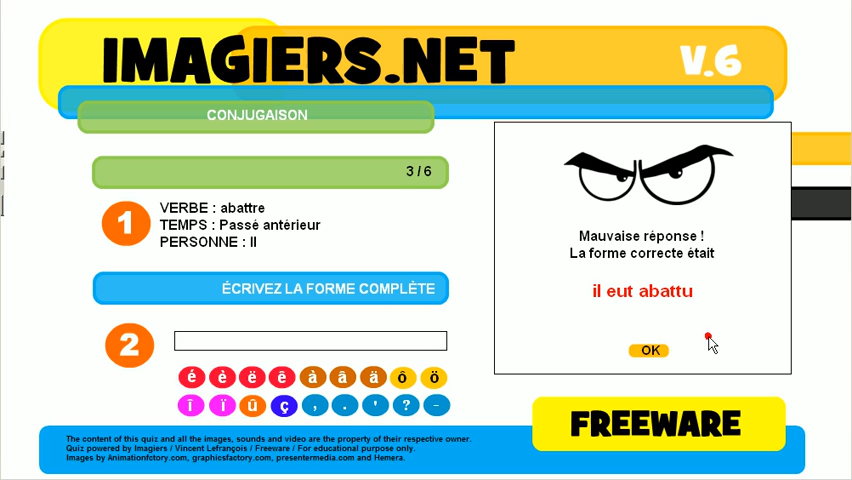 IMAGIERS.NET
V.6
CONJUGAISON
3 / 6
1
VERBE : abattre
TEMPS : Passé antérieur
PERSONNE : Il
ÉCRIVEZ LA FORME COMPLÈTE
2
é è ë ê à â ä ô ö
î ï û ç , . ' ? -
Mauvaise réponse !
La forme correcte était
il eut abattu
OK
FREEWARE
The content of this quiz and all the images, sounds and video are the property of their respective owner.
Quiz powered by Imagiers / Vincent Lefrançois / Freeware / For educational purpose only.
Images by Animationfctory.com, graphicsfactory.com, presentermedia.com and Hemera.